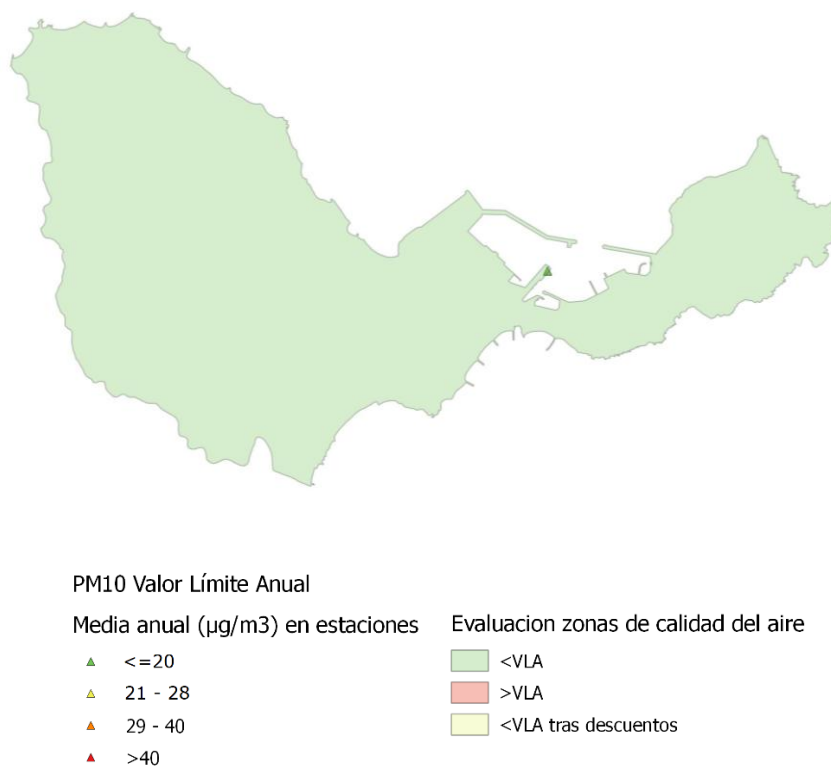 PM10 Valor Límite Anual
Media anual (µg/m3) en estaciones
<=20
21 - 28
29 - 40
>40
Evaluacion zonas de calidad del aire
<VLA
>VLA
<VLA tras descuentos